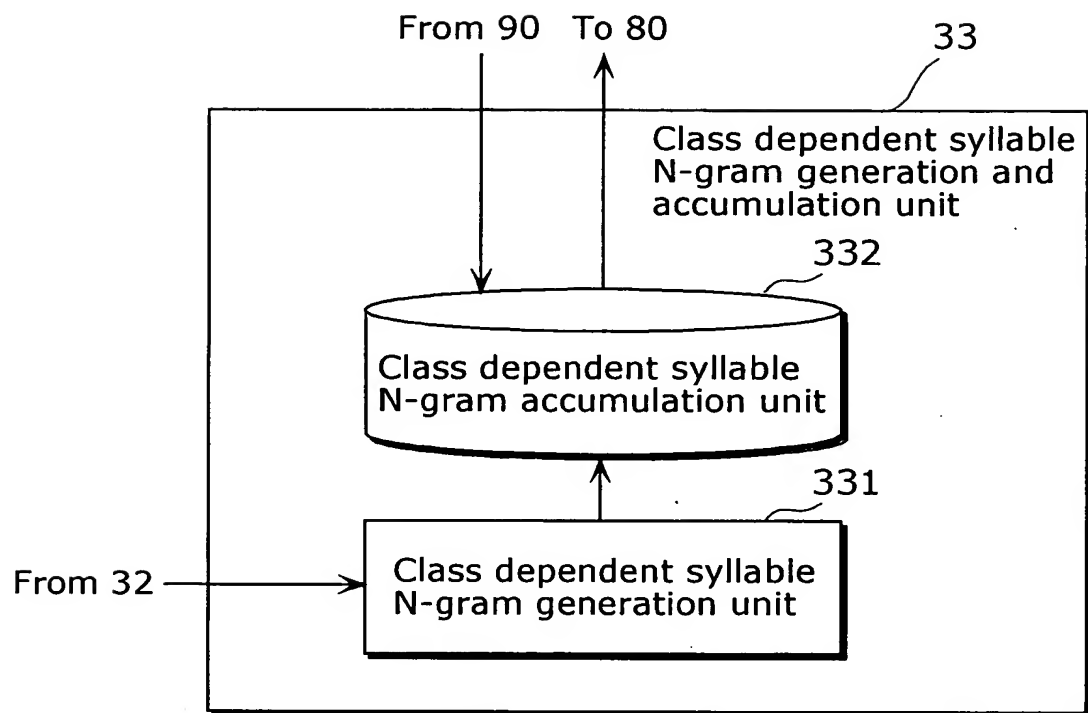 From 90 To 80
33
Class dependent syllable
N-gram generation and
accumulation unit
332
Class dependent syllable
N-gram accumulation unit
331
From 32
Class dependent syllable
N-gram generation unit